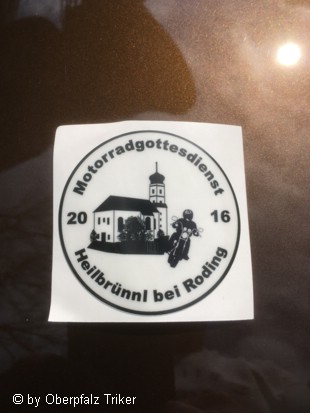 Motorradgottesdienst
20 16
Heilbrünnl bei Roding
© by Oberpfalz Triker